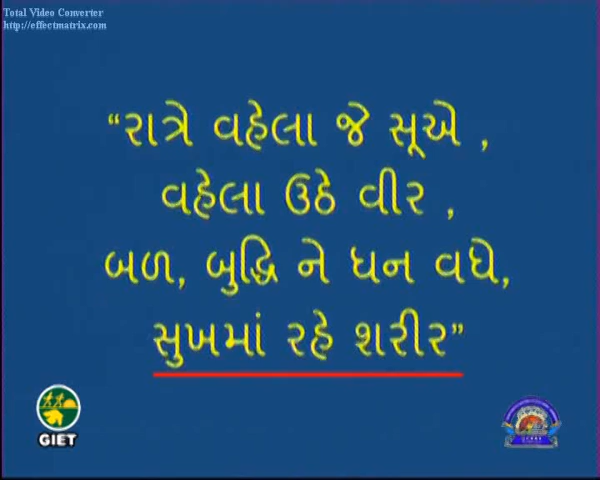 Total Video Converter
http://effectmatrix.com
“રાત્રે વહેલા જે સૂએ ,
વહેલા ઉઠે વીર ,
બળ, બુદ્ધિ ને ધન વધે,
સુખમાં રહે શરીર”
GIET